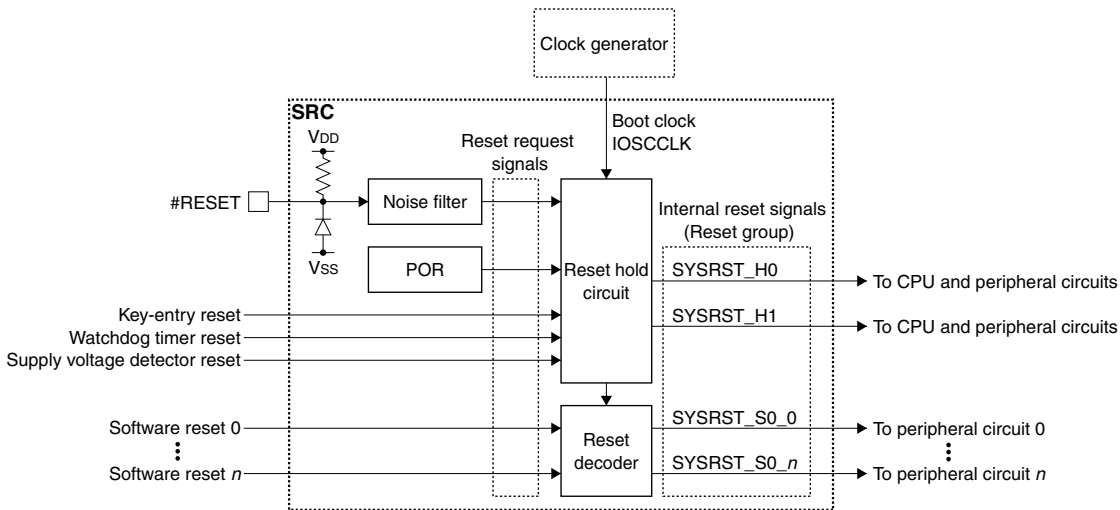 Clock generator
SRC
Boot clock
IOSCCLK
VDD
Reset request
signals
#RESET
Noise filter
Internal reset signals
(Reset group)
VSS
POR
Reset hold
circuit
SYSRST_H0
To CPU and peripheral circuits
Key-entry reset
SYSRST_H1
To CPU and peripheral circuits
Watchdog timer reset
Supply voltage detector reset
Software reset 0
Reset
decoder
SYSRST_S0_0
To peripheral circuit 0
Software reset n
SYSRST_S0_n
To peripheral circuit n